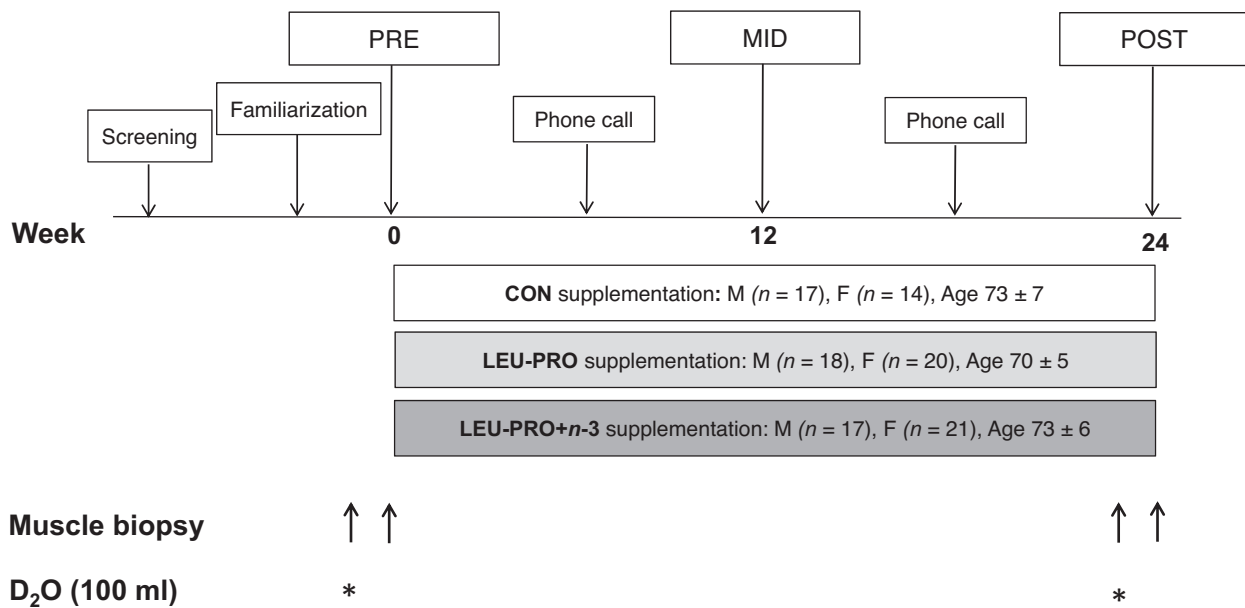 PRE
MID
POST
Familiarization
Screening
Phone call
Phone call
Week
0
12
24
CON supplementation: M (n = 17), F (n = 14), Age 73 ± 7
LEU-PRO supplementation: M (n = 18), F (n = 20), Age 70 ± 5
LEU-PRO+n-3 supplementation: M (n = 17), F (n = 21), Age 73 ± 6
Muscle biopsy
D₂O (100 ml) * *